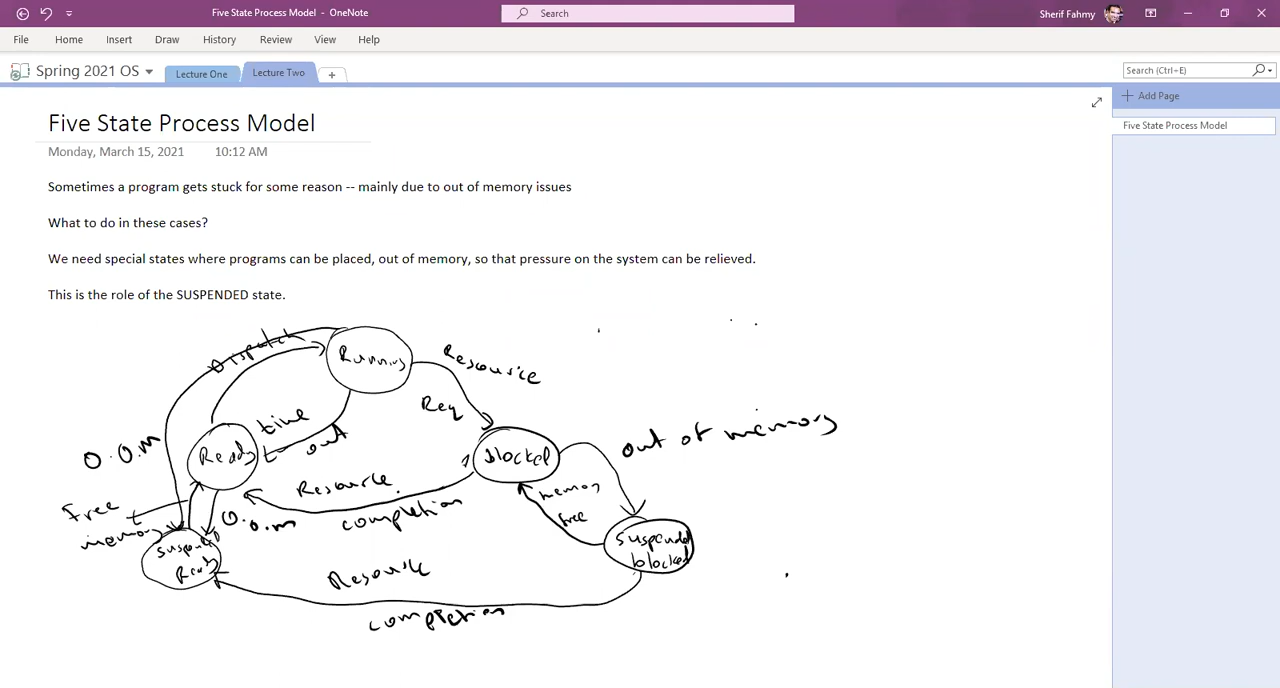 Five State Process Model - OneNote
Search
Sherif Fahmy
File Home Insert Draw History Review View Help
Spring 2021 OS
Lecture One
Lecture Two
Search (Ctrl+E)
Add Page
Five State Process Model
Five State Process Model
Monday, March 15, 2021 10:12 AM
Sometimes a program gets stuck for some reason -- mainly due to out of memory issues
What to do in these cases?
We need special states where programs can be placed, out of memory, so that pressure on the system can be relieved.
This is the role of the SUSPENDED state.
Dispatch
Running
Resource
Req
time
out
O.O.M
Ready
blocked
out of memory
Resource
completion
memory
free
Free
memory
O.O.M
Suspended
Ready
Suspended
blocked
Resource
completion